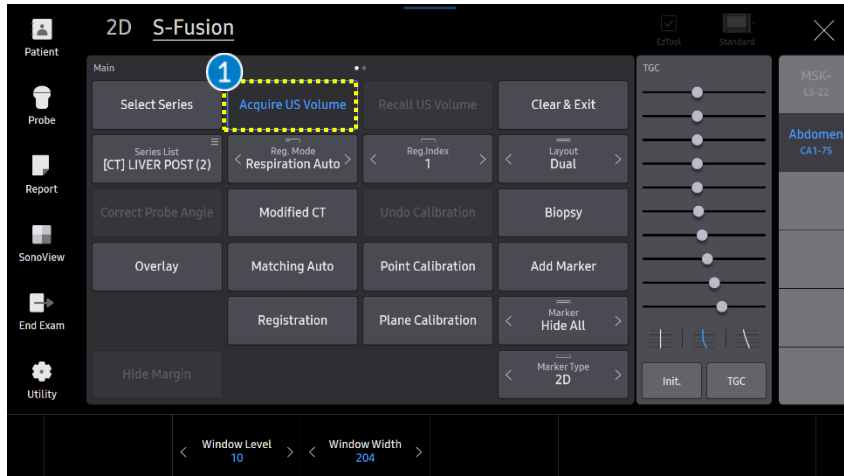 Patient
2D S-Fusion
EzTool
Standard
Main
1
TGC
MSK-
L3-22
Select Series
Acquire US Volume
Recall US Volume
Clear & Exit
Probe
Abdomen
CA1-7S
Series List
[CT] LIVER POST (2)
Reg. Mode
Respiration Auto
Reg.Index
1
Layout
Dual
Report
Correct Probe Angle
Modified CT
Undo Calibration
Biopsy
SonoView
Overlay
Matching Auto
Point Calibration
Add Marker
End Exam
Registration
Plane Calibration
Marker
Hide All
Utility
Hide Margin
Marker Type
2D
Init.
TGC
Window Level
10
Window Width
204